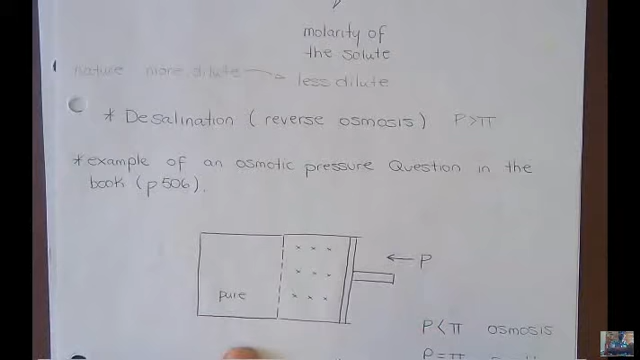 molarity of
the solute
nature more dilute → less dilute
* Desalination (reverse osmosis) P>π
* example of an osmotic pressure Question in the
book (p506).
x x x
x x x
x x x
← P
pure
P<π osmosis
P=π